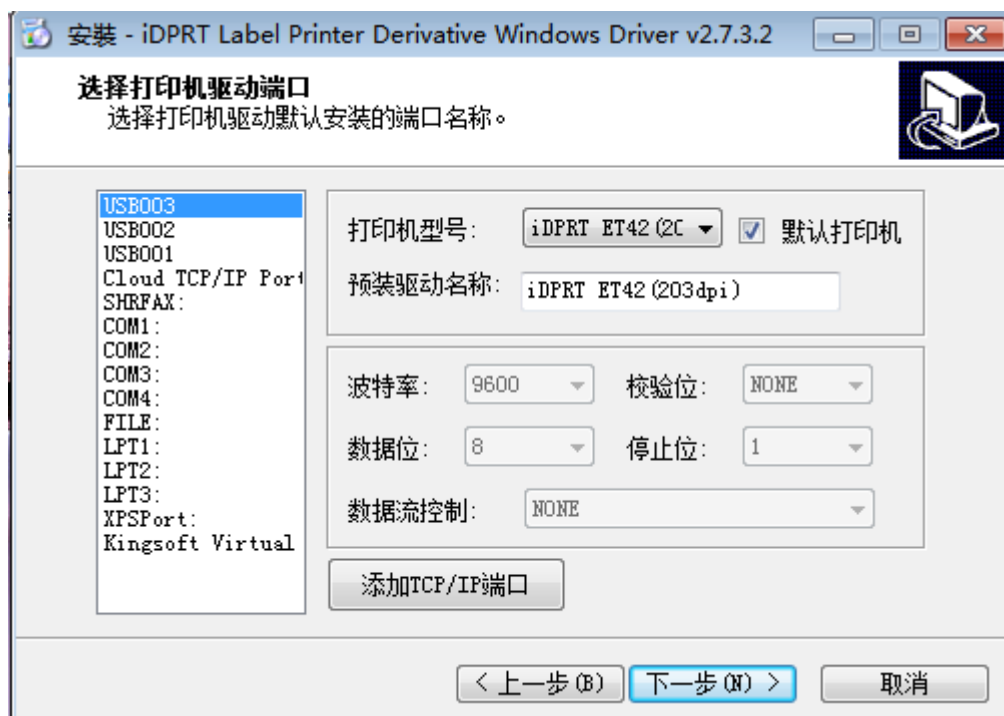 安裝 - iDPRT Label Printer Derivative Windows Driver v2.7.3.2
选择打印机驱动端口
选择打印机驱动默认安装的端口名称。
USB003
USB002
USB001
Cloud TCP/IP Port
SHRFAX:
COM1:
COM2:
COM3:
COM4:
FILE:
LPT1:
LPT2:
LPT3:
XPSPort:
Kingsoft Virtual
打印机型号: iDPRT ET42(20 默认打印机
预装驱动名称: iDPRT ET42(203dpi)
波特率: 9600 校验位: NONE
数据位: 8 停止位: 1
数据流控制: NONE
添加TCP/IP端口
< 上一步(B) 下一步(N) > 取消